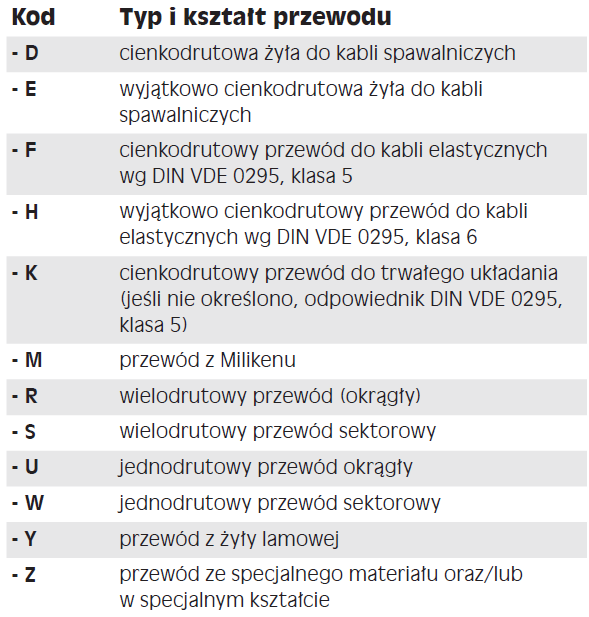 Kod Typ i kształt przewodu
- D cienkodrutowa żyła do kabli spawalniczych
- E wyjątkowo cienkodrutowa żyła do kabli
spawalniczych
- F cienkodrutowy przewód do kabli elastycznych
wg DIN VDE 0295, klasa 5
- H wyjątkowo cienkodrutowy przewód do kabli
elastycznych wg DIN VDE 0295, klasa 6
- K cienkodrutowy przewód do trwałego układania
(jeśli nie określono, odpowiednik DIN VDE 0295,
klasa 5)
- M przewód z Milikenu
- R wielodrutowy przewód (okrągły)
- S wielodrutowy przewód sektorowy
- U jednodrutowy przewód okrągły
- W jednodrutowy przewód sektorowy
- Y przewód z żyły lamowej
- Z przewód ze specjalnego materiału oraz/lub
w specjalnym kształcie